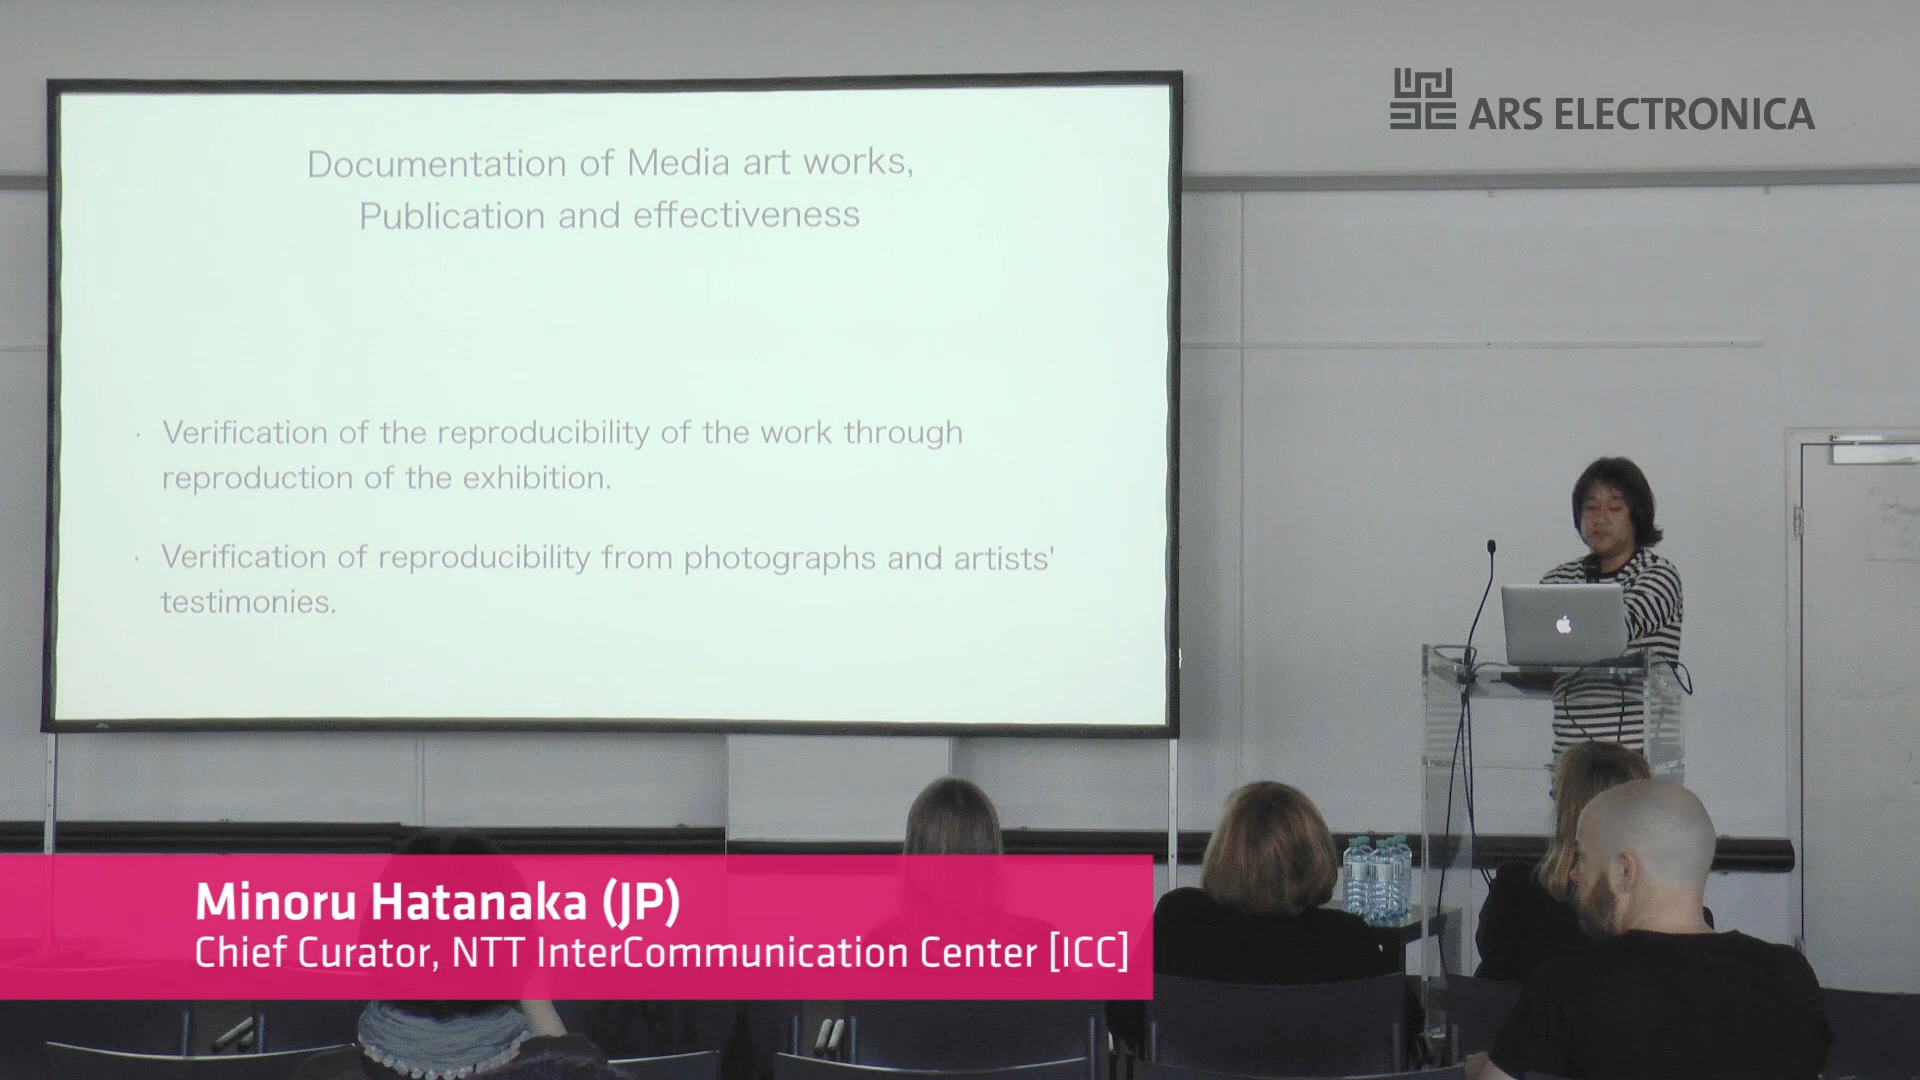 ARS ELECTRONICA
Documentation of Media art works,
Publication and effectiveness
· Verification of the reproducibility of the work through
reproduction of the exhibition.
· Verification of reproducibility from photographs and artists'
testimonies.
Minoru Hatanaka (JP)
Chief Curator, NTT InterCommunication Center [ICC]